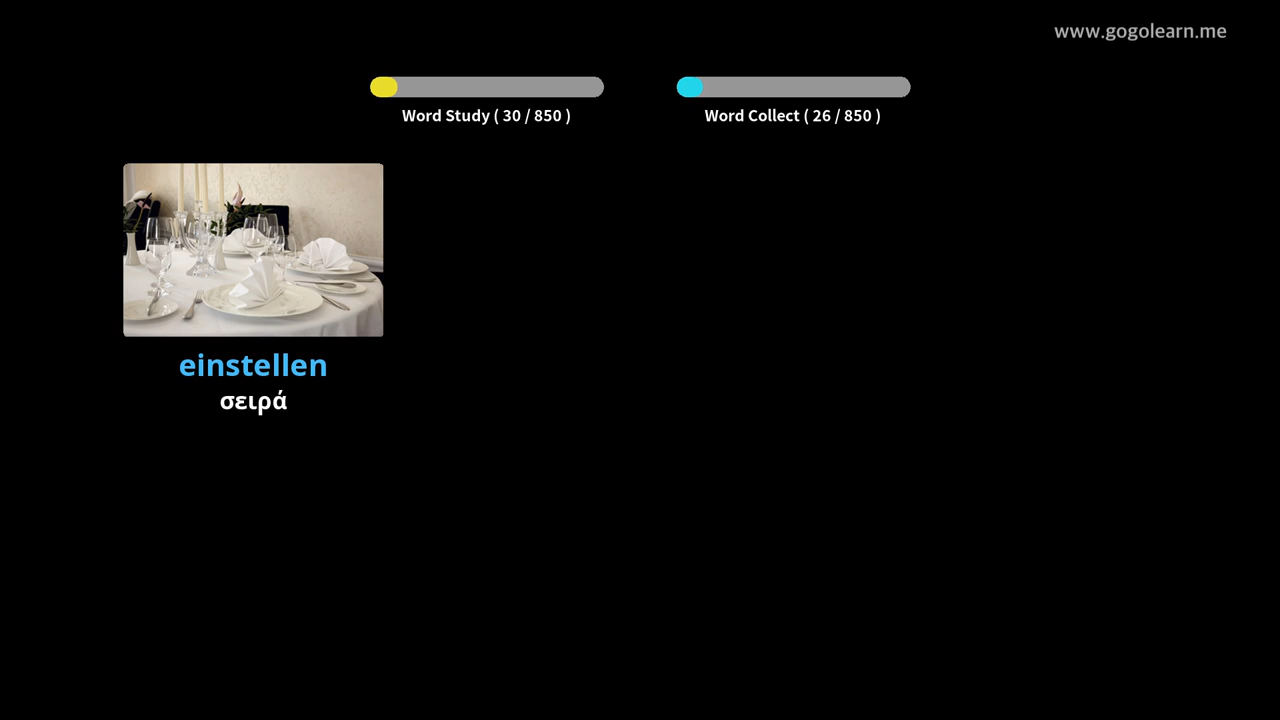 www.gogolearn.me
Word Study ( 30 / 850 )
Word Collect ( 26 / 850 )
einstellen
σειρά